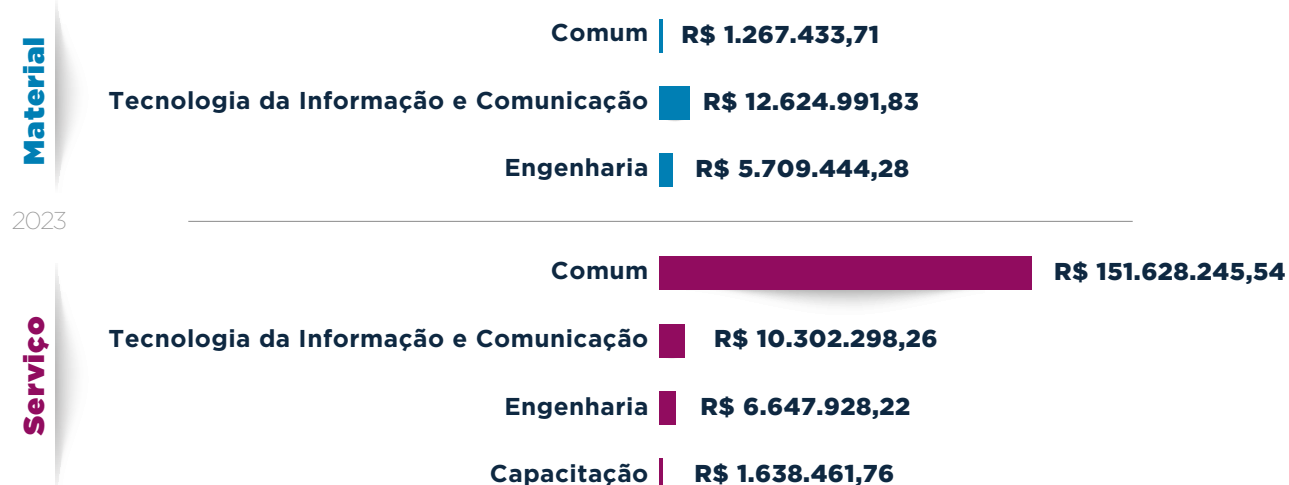 Material
Comum R$ 1.267.433,71
Tecnologia da Informação e Comunicação R$ 12.624.991,83
Engenharia R$ 5.709.444,28
2023
Serviço
Comum R$ 151.628.245,54
Tecnologia da Informação e Comunicação R$ 10.302.298,26
Engenharia R$ 6.647.928,22
Capacitação R$ 1.638.461,76